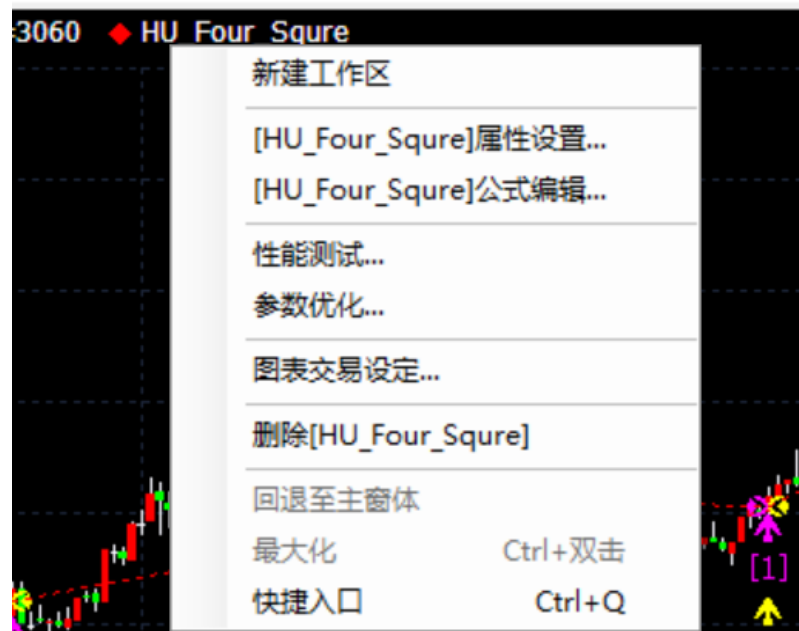 =3060 HU_Four_Squre
新建工作区
[HU_Four_Squre]属性设置...
[HU_Four_Squre]公式编辑...
性能测试...
参数优化...
图表交易设定...
删除[HU_Four_Squre]
回退至主窗体
最大化 Ctrl+双击
快捷入口 Ctrl+Q
[1]